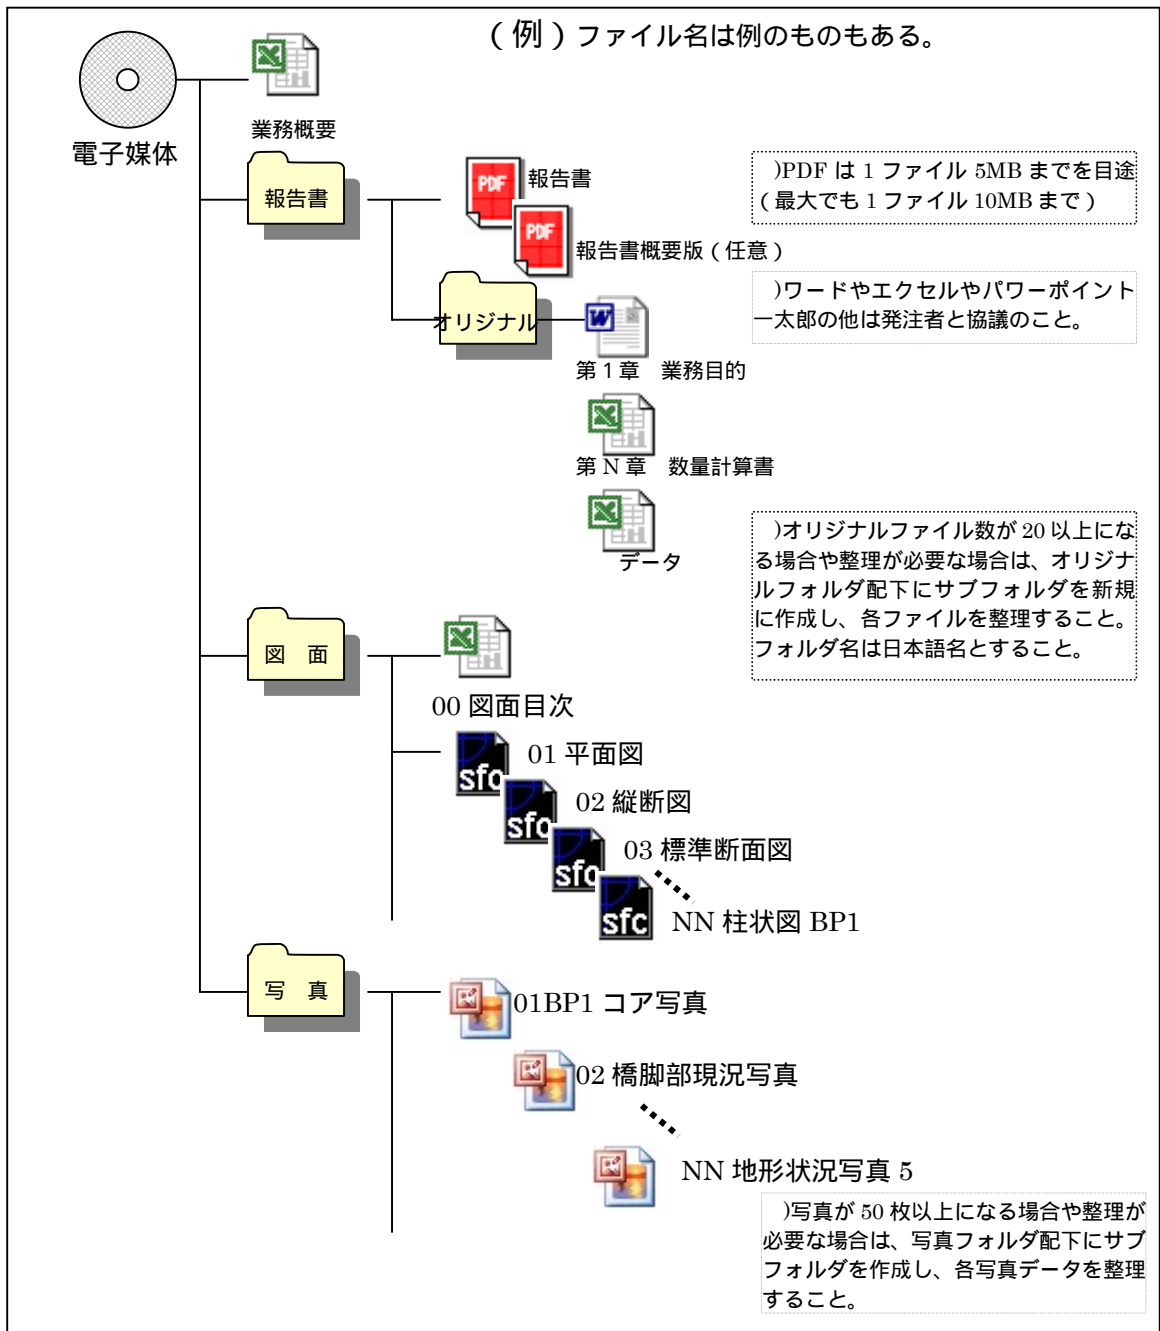 （例）ファイル名は例のものもある。
業務概要
電子媒体
報告書
PDF
報告書
PDF
報告書概要版（任意）
)PDF は 1 ファイル 5MB までを目途
（最大でも 1 ファイル 10MB まで）
オリジナル
第１章　業務目的
)ワードやエクセルやパワーポイント
一太郎の他は発注者と協議のこと。
第 N 章　数量計算書
データ
)オリジナルファイル数が 20 以上にな
る場合や整理が必要な場合は、オリジナ
ルフォルダ配下にサブフォルダを新規
に作成し、各ファイルを整理すること。
フォルダ名は日本語名とすること。
図　面
00 図面目次
sfc
01 平面図
sfc
02 縦断図
sfc
03 標準断面図
sfc
NN 柱状図 BP1
写　真
01BP1 コア写真
02 橋脚部現況写真
NN 地形状況写真 5
)写真が 50 枚以上になる場合や整理が
必要な場合は、写真フォルダ配下にサブ
フォルダを作成し、各写真データを整理
すること。